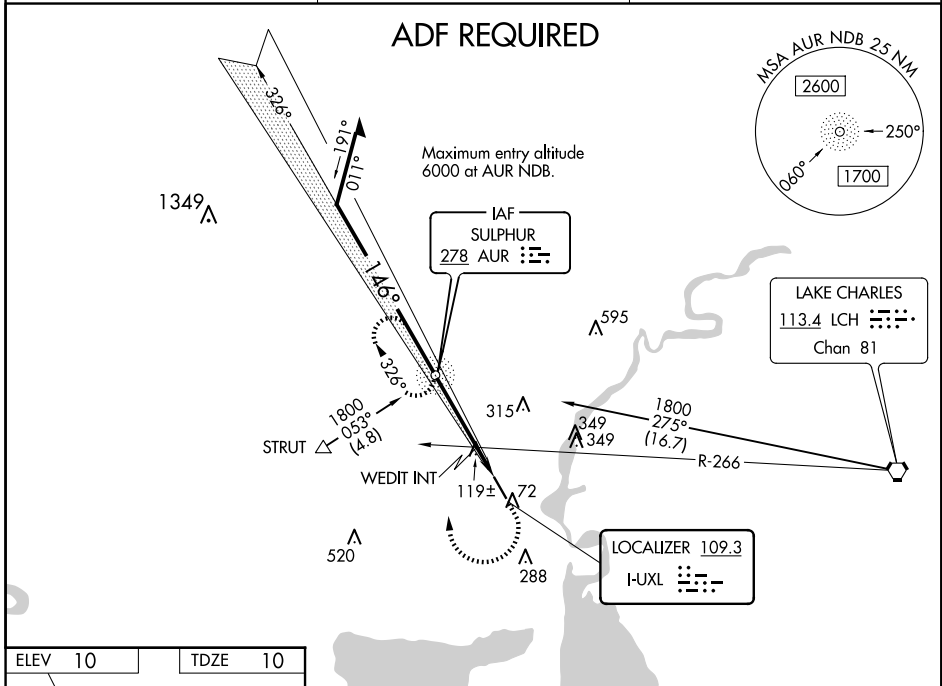 ADF REQUIRED
MSA AUR NDB 25 NM
2600
250°
060°
1700
326°
191°
011°
Maximum entry altitude
6000 at AUR NDB.
1349
IAF
SULPHUR
278 AUR
146°
LAKE CHARLES
113.4 LCH
Chan 81
595
326°
1800
053°
(4.8)
STRUT
315
349
349
1800
275°
(16.7)
R-266
WEDIT INT
119±
72
520
288
LOCALIZER 109.3
I-UXL
ELEV 10
TDZE 10